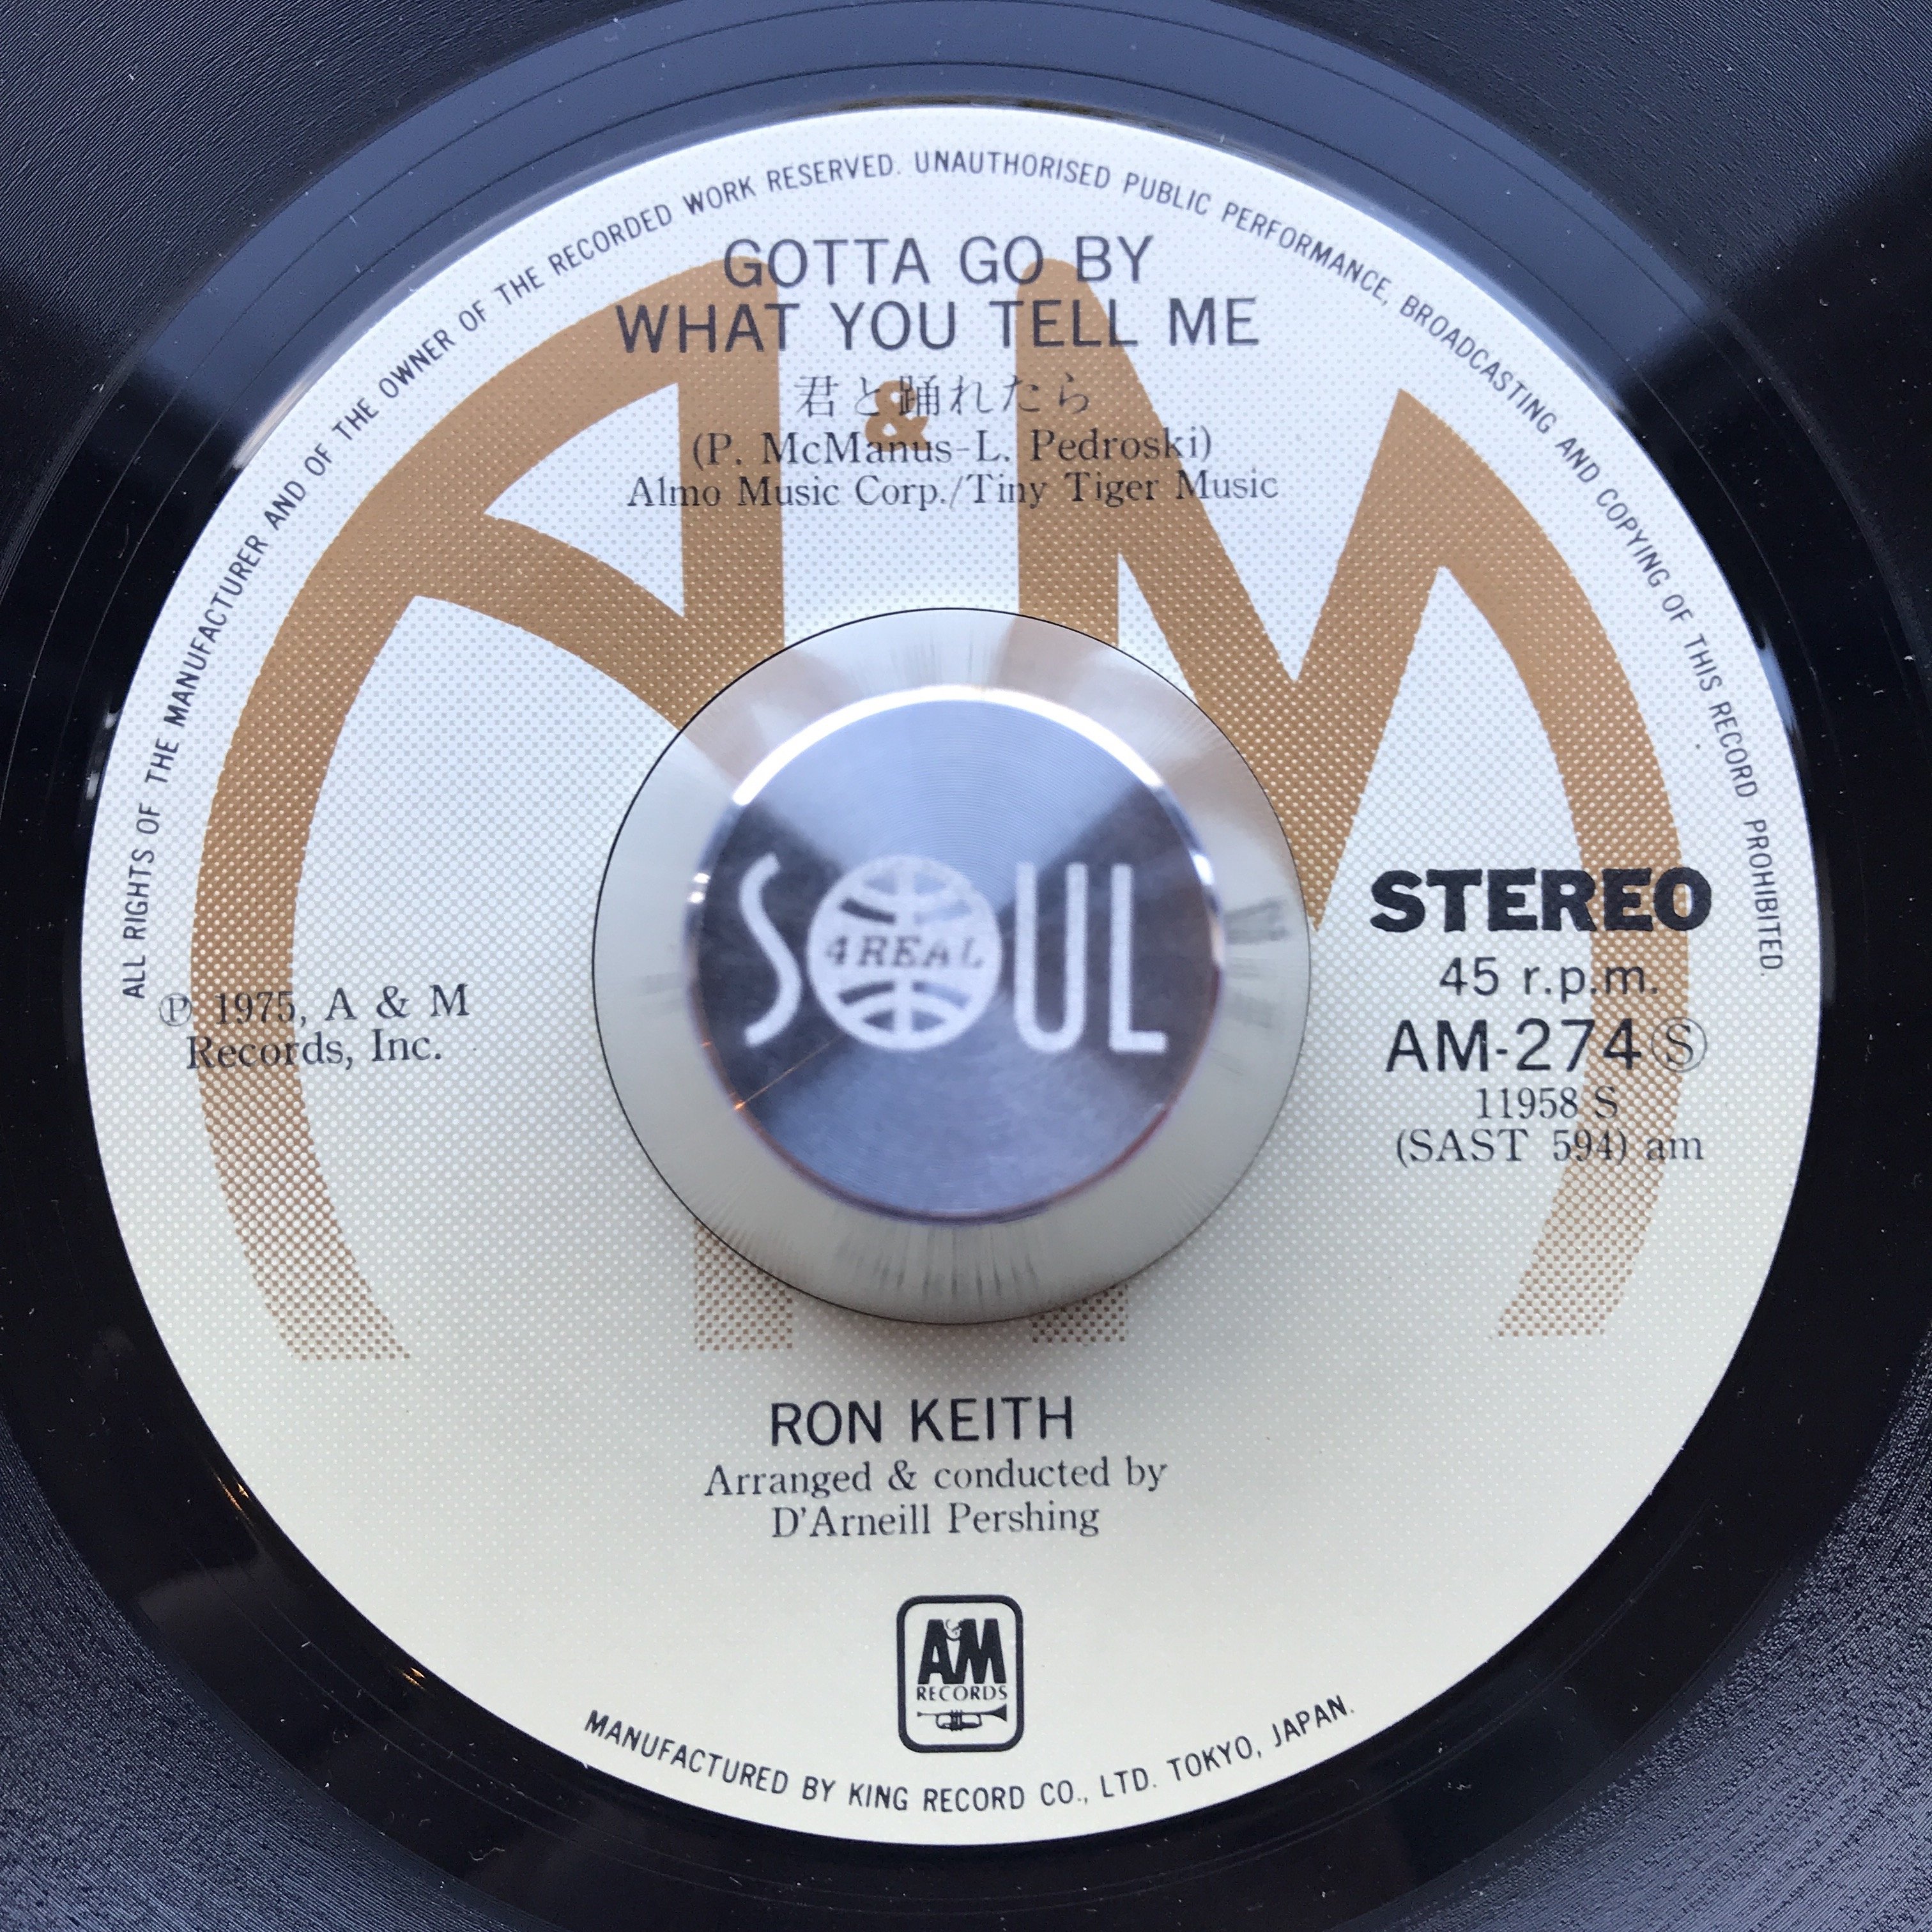 ALL RIGHTS OF THE MANUFACTURER AND OF THE OWNER OF THE RECORDED WORK RESERVED. UNAUTHORISED PUBLIC PERFORMANCE, BROADCASTING AND COPYING OF THIS RECORD PROHIBITED.
GOTTA GO BY
WHAT YOU TELL ME
君と踊れたら
&
(P. McManus-L. Pedroski)
Almo Music Corp./Tiny Tiger Music
A M
SOUL
4 REAL
STEREO
45 r.p.m.
AM-274Ⓢ
11958 S
(SAST 594) am
Ⓟ 1975, A & M
Records, Inc.
RON KEITH
Arranged & conducted by
D'Arneill Pershing
A&M
RECORDS
MANUFACTURED BY KING RECORD CO., LTD. TOKYO, JAPAN.